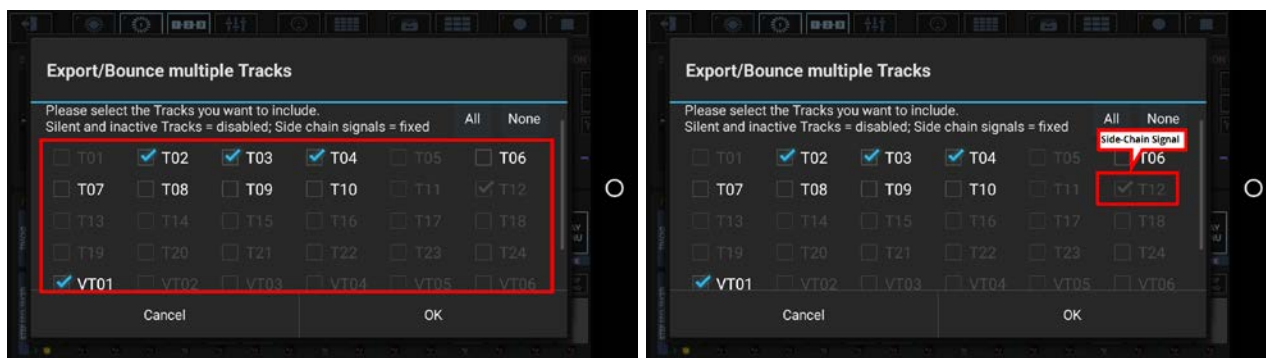 Export/Bounce multiple Tracks
Please select the Tracks you want to include.
Silent and inactive Tracks = disabled; Side chain signals = fixed
All None
T01 T02 T03 T04 T05 T06
T07 T08 T09 T10 T11 T12
T13 T14 T15 T16 T17 T18
T19 T20 T21 T22 T23 T24
VT01 VT02 VT03 VT04 VT05 VT06
Cancel OK
Export/Bounce multiple Tracks
Please select the Tracks you want to include.
Silent and inactive Tracks = disabled; Side chain signals = fixed
All None
Side-Chain Signal
T01 T02 T03 T04 T05 T06
T07 T08 T09 T10 T11 T12
T13 T14 T15 T16 T17 T18
T19 T20 T21 T22 T23 T24
VT01 VT02 VT03 VT04 VT05 VT06
Cancel OK